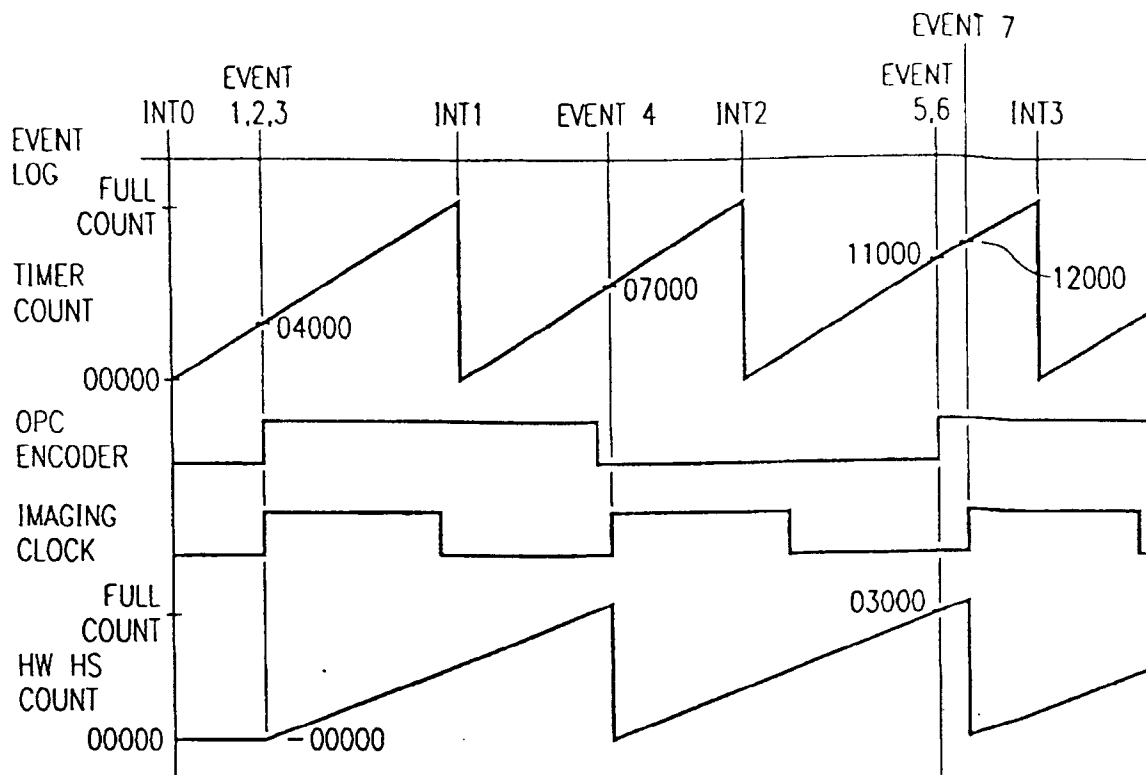 EVENT 7
EVENT
1,2,3
EVENT
5,6
INT0
INT1
EVENT 4
INT2
INT3
EVENT
LOG
FULL
COUNT
TIMER
COUNT
04000
07000
11000
12000
00000
OPC
ENCODER
IMAGING
CLOCK
FULL
COUNT
03000
HW HS
COUNT
00000
-00000